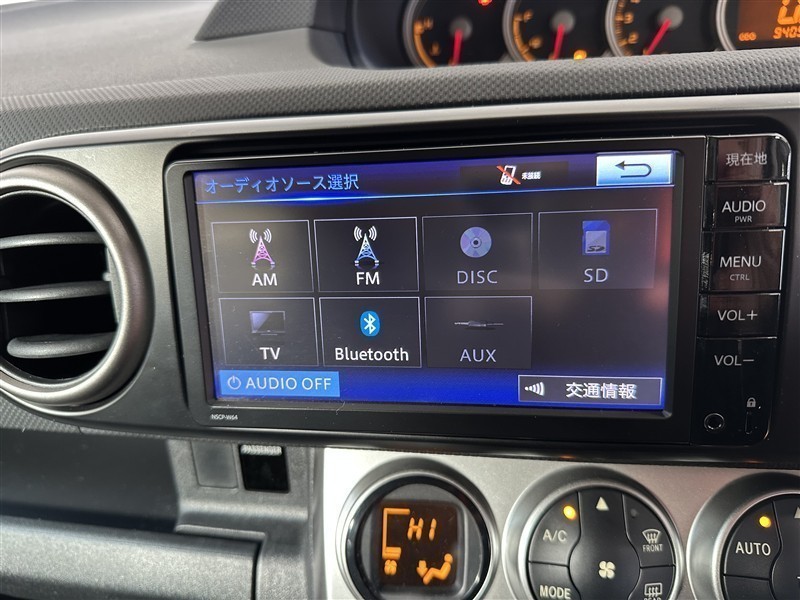 オーディオソース選択
未接続
AM
FM
DISC
SD
TV
Bluetooth
AUX
AUDIO OFF
交通情報
NSCP-W64
現在地
AUDIO
PWR
MENU
CTRL
VOL+
VOL−
PASSENGER
HI
A/C
FRONT
MODE
REAR
AUTO